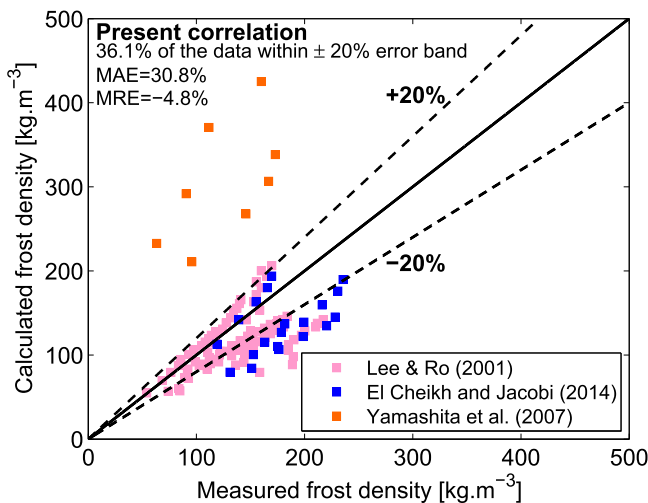 Present correlation
36.1% of the data within ± 20% error band
MAE=30.8%
MRE=−4.8%
+20%
−20%
Calculated frost density [kg.m−3]
500
400
300
200
100
0
Lee & Ro (2001)
El Cheikh and Jacobi (2014)
Yamashita et al. (2007)
0 100 200 300 400 500
Measured frost density [kg.m−3]